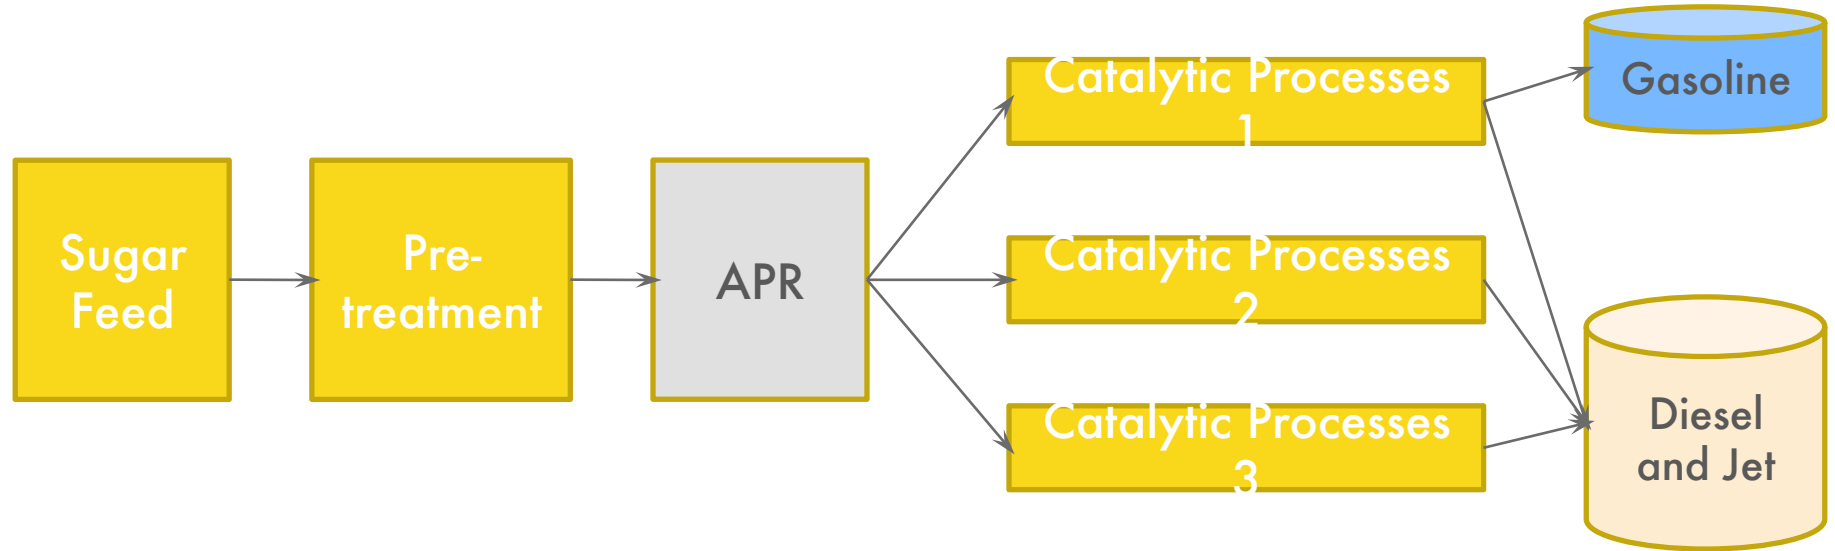 Sugar
Feed
Pre-
treatment
APR
Catalytic Processes
1
Catalytic Processes
2
Catalytic Processes
3
Gasoline
Diesel
and Jet